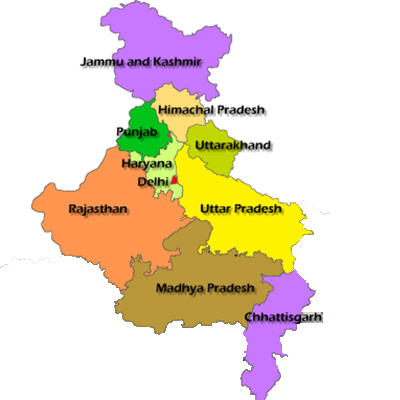 Jammu and Kashmir
Himachal Pradesh
Punjab
Uttarakhand
Haryana
Delhi
Rajasthan
Uttar Pradesh
Madhya Pradesh
Chhattisgarh